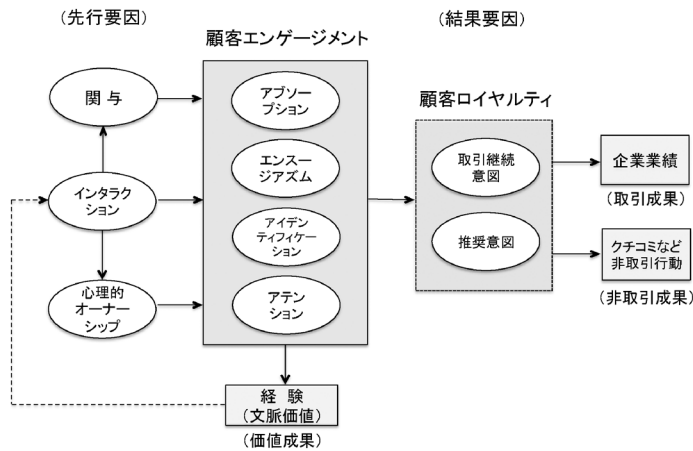 (先行要因)
(結果要因)
顧客エンゲージメント
関 与
アブソー
プション
顧客ロイヤルティ
インタラク
ション
エンスー
ジアズム
取引継続
意図
企業業績
(取引成果)
アイデン
ティフィケー
ション
推奨意図
クチコミなど
非取引行動
(非取引成果)
心理的
オーナー
シップ
アテン
ション
経 験
(文脈価値)
(価値成果)